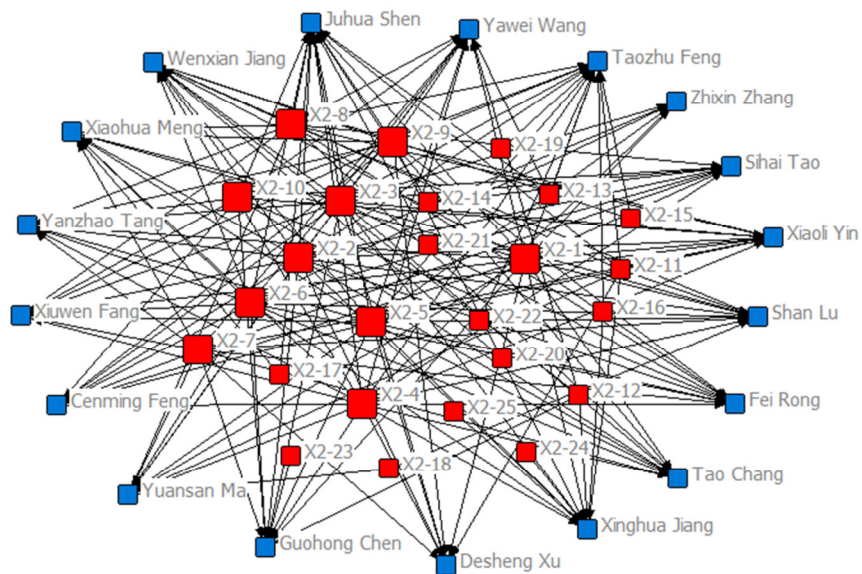 Juhua Shen
Yawei Wang
Wenxian Jiang
Taozhu Feng
Zhixin Zhang
X2-8
Xiaohua Meng
X2-9
X2-19
Sihai Tao
X2-10
X2-3
X2-14
X2-13
X2-15
Yanzhao Tang
Xiaoli Yin
X2-2
X2-21
X2-1
X2-11
X2-6
X2-16
Xiuwen Fang
X2-5
X2-22
Shan Lu
X2-7
X2-20
X2-17
X2-12
Cenming Feng
X2-4
X2-25
Fei Rong
X2-23
X2-18
X2-24
Tao Chang
Yuansan Ma
Xinghua Jiang
Guohong Chen
Desheng Xu